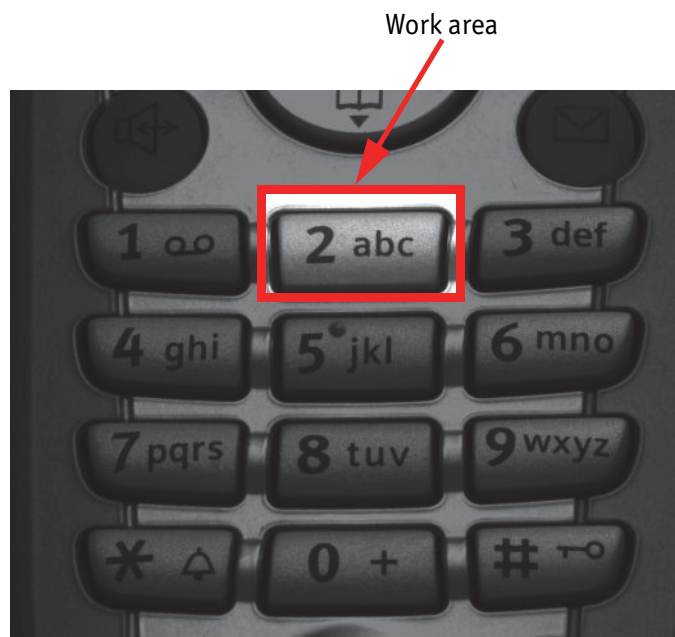 Work area
1 2 abc 3 def
4 ghi 5 jkl 6 mno
7 pqrs 8 tuv 9 wxyz
* 0 + #